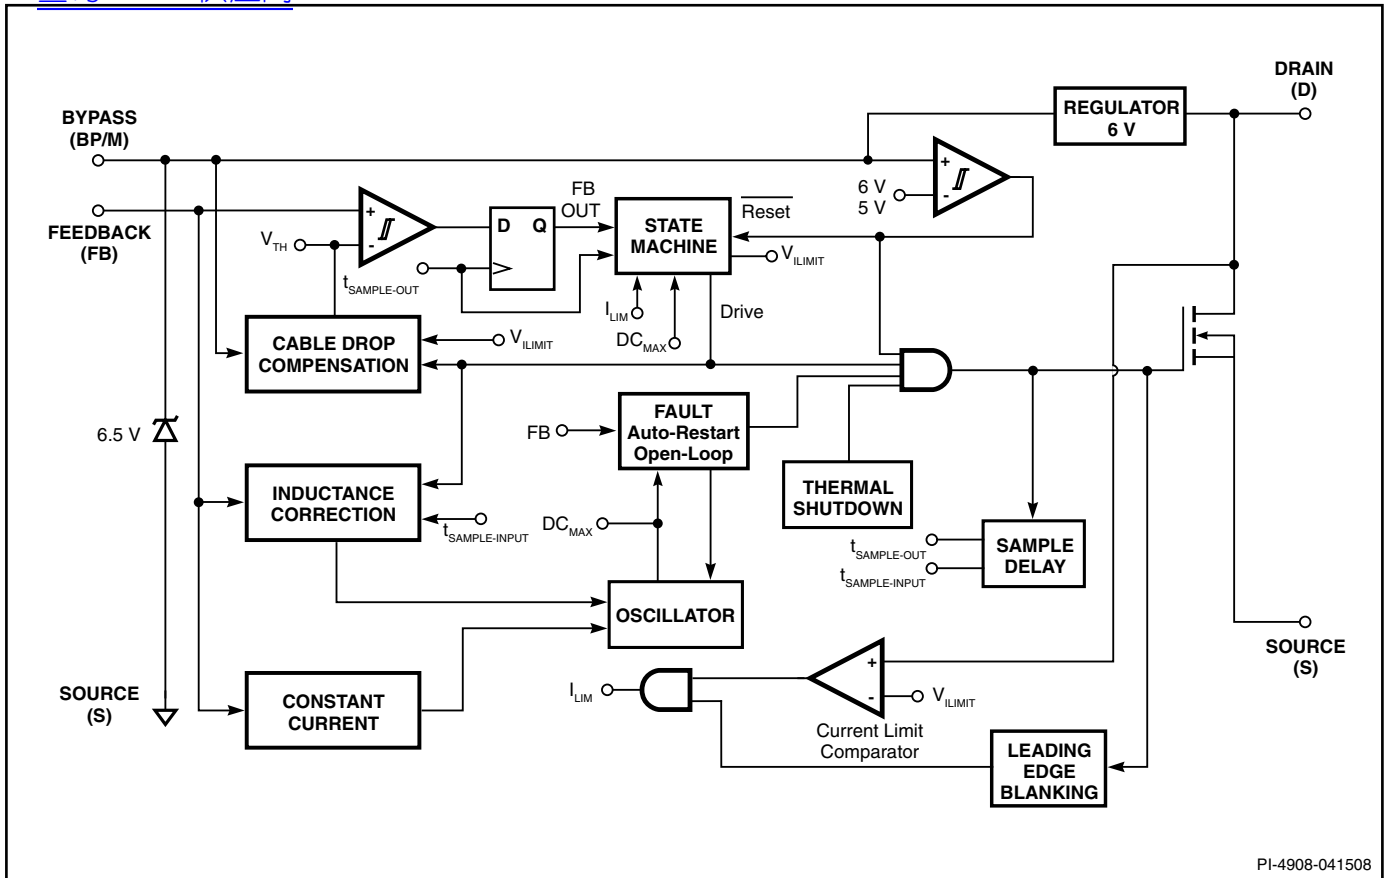 DRAIN
(D)
BYPASS
(BP/M)
REGULATOR
6 V
+
6 V
5 V
-
FEEDBACK
(FB)
+
-
V_TH
t_SAMPLE-OUT
D Q
FB
OUT
STATE
MACHINE
Reset
V_ILIMIT
I_LIM
DC_MAX
Drive
CABLE DROP
COMPENSATION
V_ILIMIT
6.5 V
FB
FAULT
Auto-Restart
Open-Loop
THERMAL
SHUTDOWN
INDUCTANCE
CORRECTION
t_SAMPLE-INPUT
DC_MAX
t_SAMPLE-OUT
t_SAMPLE-INPUT
SAMPLE
DELAY
OSCILLATOR
SOURCE
(S)
SOURCE
(S)
CONSTANT
CURRENT
I_LIM
+
-
V_ILIMIT
Current Limit
Comparator
LEADING
EDGE
BLANKING
PI-4908-041508